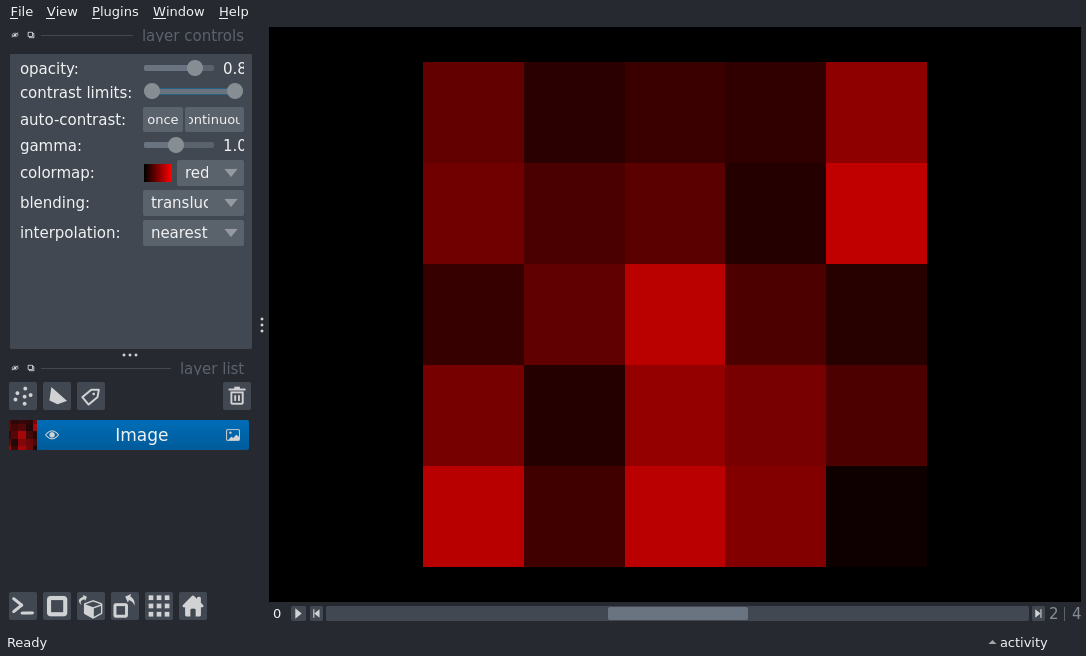 File View Plugins Window Help
layer controls
opacity: 0.8
contrast limits:
auto-contrast: once ontinuou
gamma: 1.0
colormap: red
blending: transluc
interpolation: nearest
layer list
Image
0 2 | 4
Ready activity